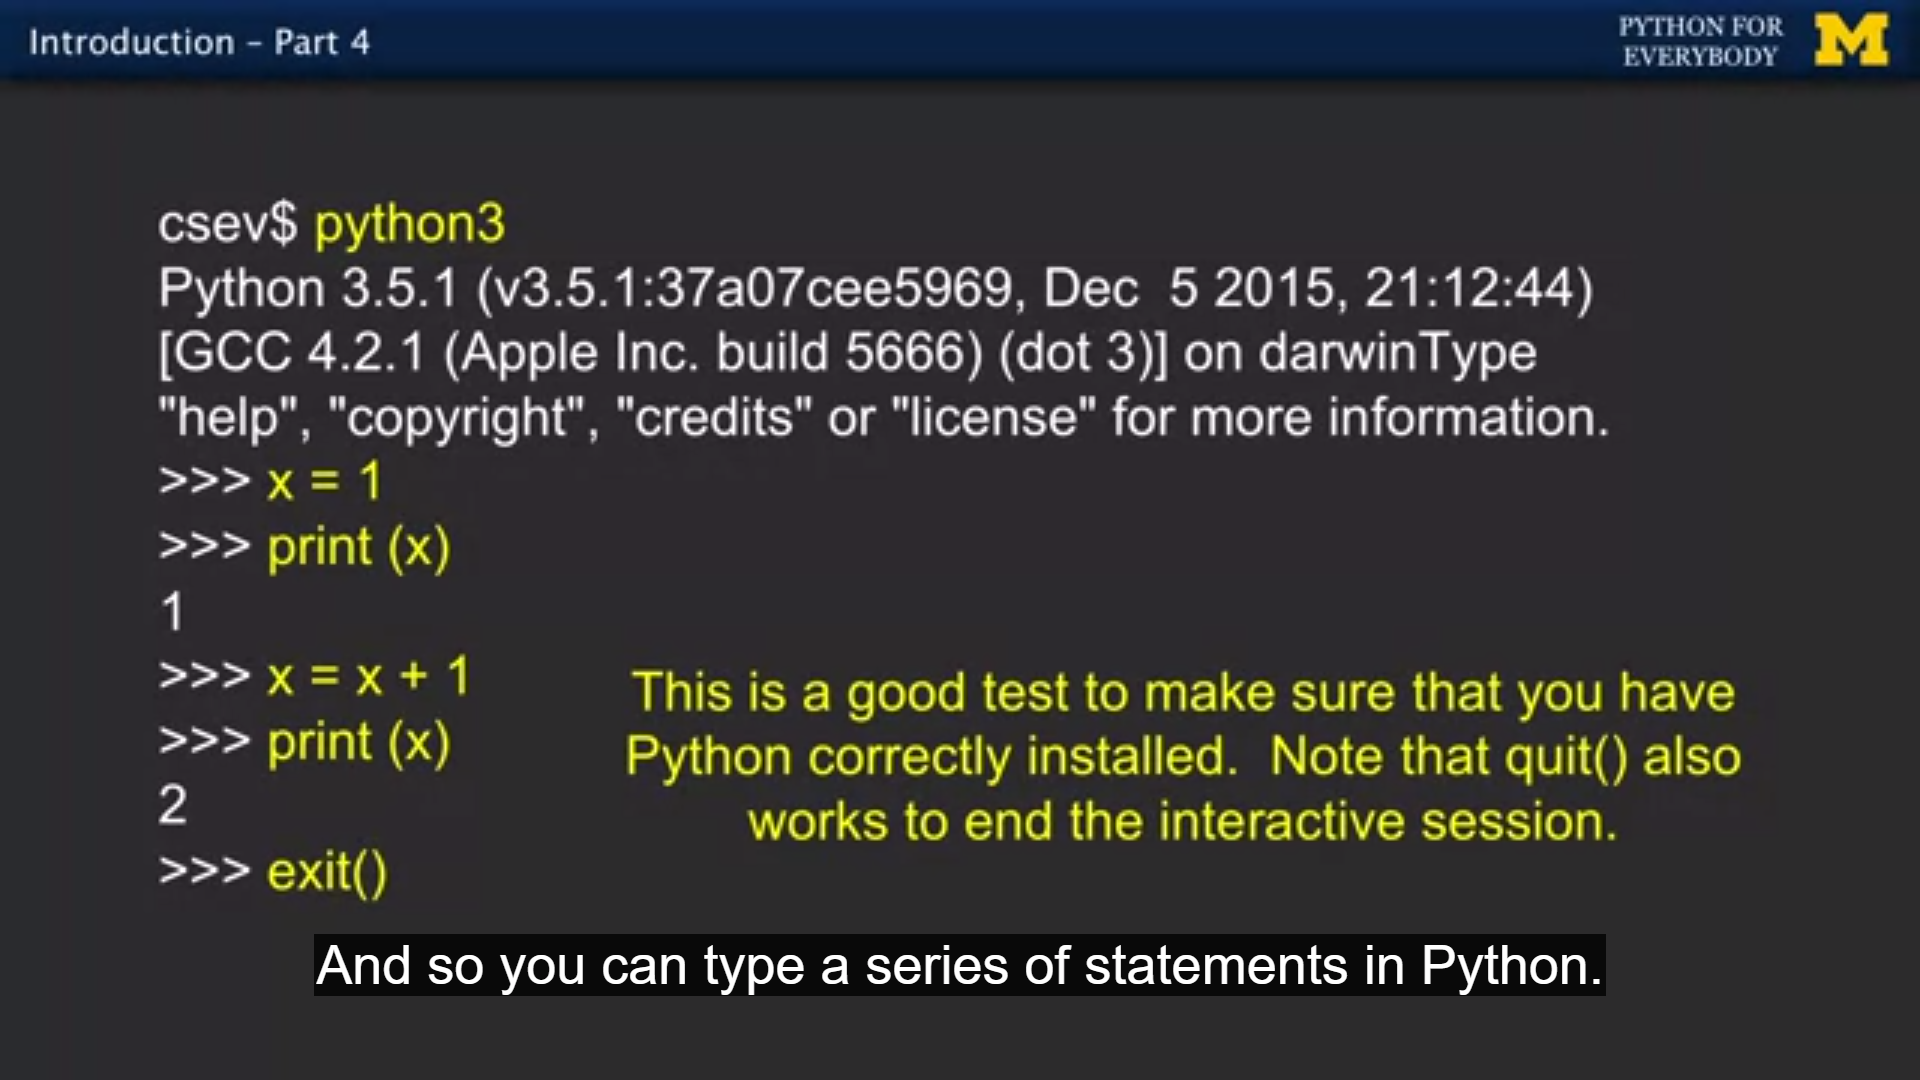 Introduction – Part 4
PYTHON FOR
EVERYBODY
M
csev$ python3
Python 3.5.1 (v3.5.1:37a07cee5969, Dec  5 2015, 21:12:44)
[GCC 4.2.1 (Apple Inc. build 5666) (dot 3)] on darwinType
"help", "copyright", "credits" or "license" for more information.
>>> x = 1
>>> print (x)
1
>>> x = x + 1
>>> print (x)
2
>>> exit()
This is a good test to make sure that you have
Python correctly installed.  Note that quit() also
works to end the interactive session.
And so you can type a series of statements in Python.